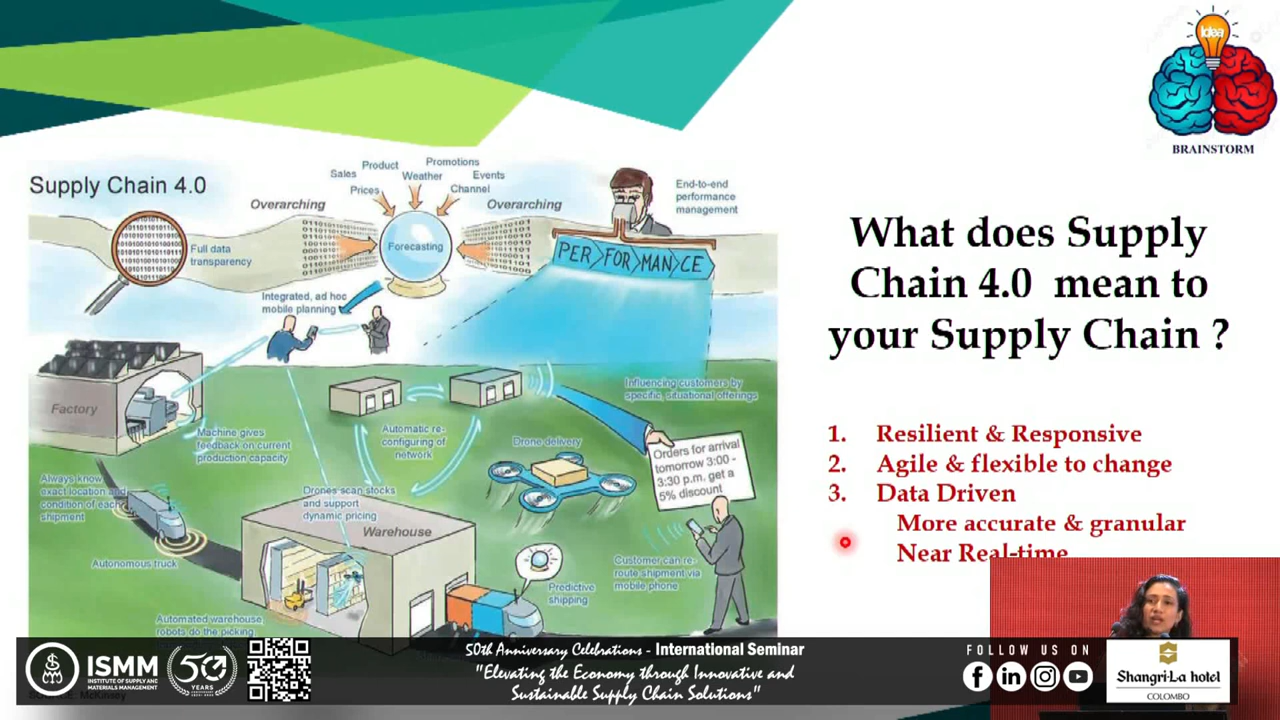 idea
BRAINSTORM
Supply Chain 4.0
Overarching
Sales
Product
Promotions
Prices
Weather
Events
Channel
Overarching
End-to-end
performance
management
Full data
transparency
Forecasting
PER>FOR>MAN>CE
Integrated, ad hoc
mobile planning
Factory
Machine gives
feedback on current
production capacity
Automatic re-
configuring of
network
Influencing customers by
specific, situational offerings
Drone delivery
Orders for arrival
tomorrow 3:00 -
3:30 p.m. get a
5% discount
Always know
exact location and
condition of each
shipment
Autonomous truck
Drones scan stocks
and support
dynamic pricing
Warehouse
Predictive
shipping
Customer can re-
route shipment via
mobile phone
Automated warehouse,
robots do the picking,
What does Supply
Chain 4.0 mean to
your Supply Chain ?
1. Resilient & Responsive
2. Agile & flexible to change
3. Data Driven
More accurate & granular
Near Real-time
ISMM
INSTITUTE OF SUPPLY AND
MATERIALS MANAGEMENT
50
YEARS
50th Anniversary Celebrations - International Seminar
"Elevating the Economy through Innovative and
Sustainable Supply Chain Solutions"
FOLLOW US ON
Shangri-La hotel
COLOMBO